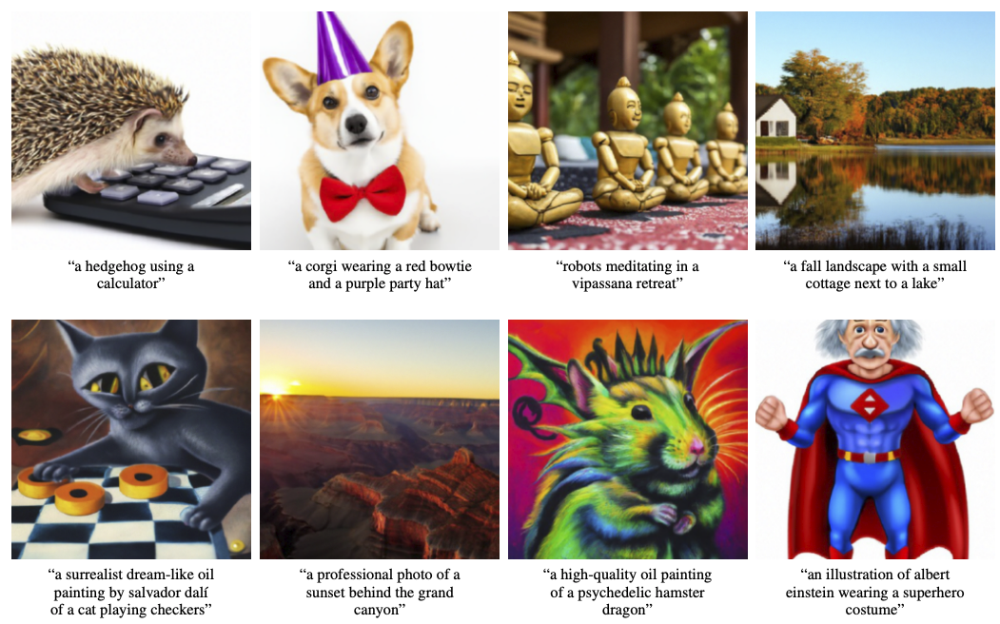 “a hedgehog using a
calculator”
“a corgi wearing a red bowtie
and a purple party hat”
“robots meditating in a
vipassana retreat”
“a fall landscape with a small
cottage next to a lake”
“a surrealist dream-like oil
painting by salvador dalí
of a cat playing checkers”
“a professional photo of a
sunset behind the grand
canyon”
“a high-quality oil painting
of a psychedelic hamster
dragon”
“an illustration of albert
einstein wearing a superhero
costume”